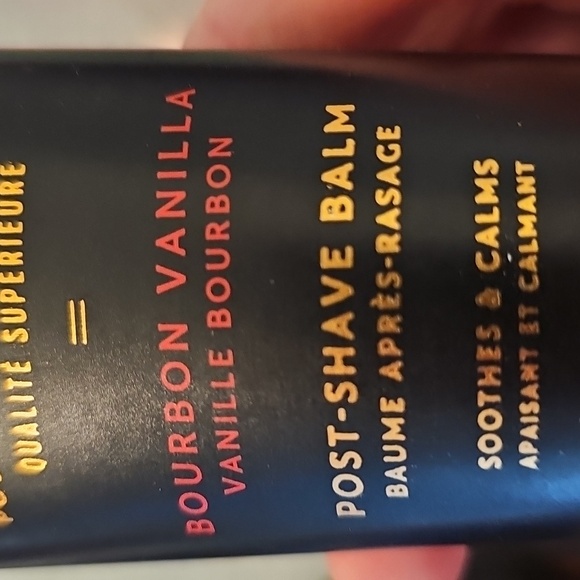 QUALITÉ SUPÉRIEURE
BOURBON VANILLA
VANILLE BOURBON
POST-SHAVE BALM
BAUME APRÈS-RASAGE
SOOTHES & CALMS
APAISANT ET CALMANT